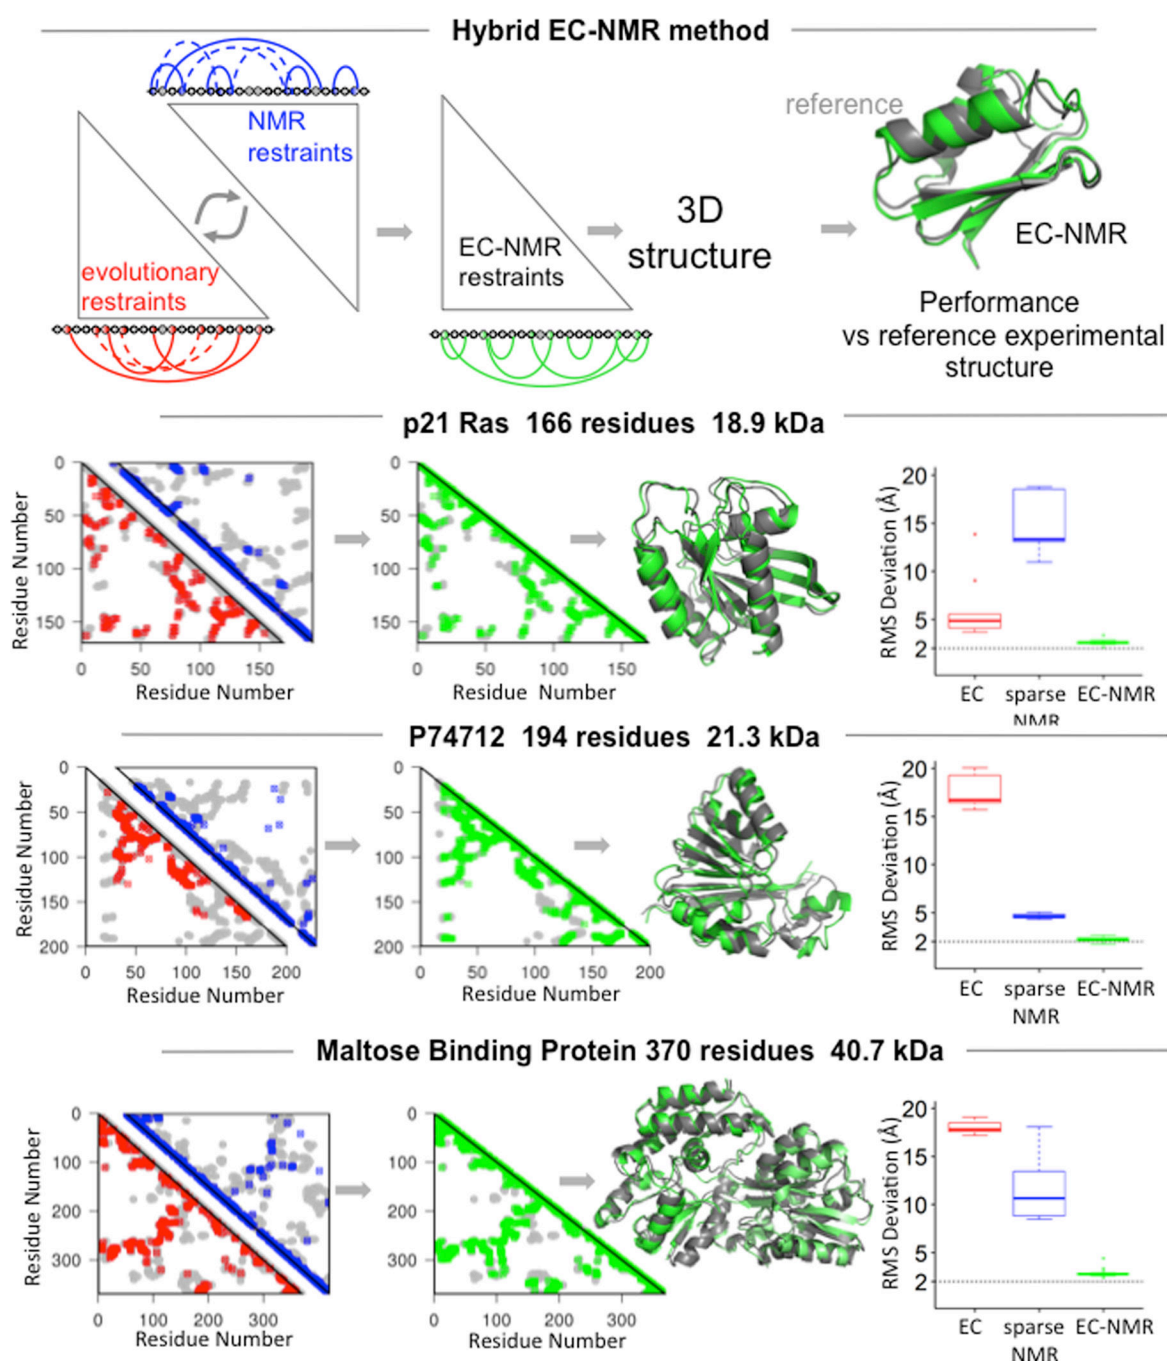 Hybrid EC-NMR method
NMR
restraints
reference
evolutionary
restraints
EC-NMR
restraints
3D
structure
EC-NMR
Performance
vs reference experimental
structure
p21 Ras 166 residues 18.9 kDa
Residue Number
0
50
100
150
0 50 100 150
Residue Number
0
50
100
150
0 50 100 150
Residue Number
RMS Deviation (Å)
20
15
10
5
2
EC sparse EC-NMR
NMR
P74712 194 residues 21.3 kDa
Residue Number
0
50
100
150
200
0 50 100 150 200
Residue Number
0
50
100
150
200
0 50 100 150 200
Residue Number
RMS Deviation (Å)
20
15
10
5
2
EC sparse EC-NMR
NMR
Maltose Binding Protein 370 residues 40.7 kDa
Residue Number
0
100
200
300
0 100 200 300
Residue Number
0
100
200
300
0 100 200 300
Residue Number
RMS Deviation (Å)
20
15
10
5
2
EC sparse EC-NMR
NMR